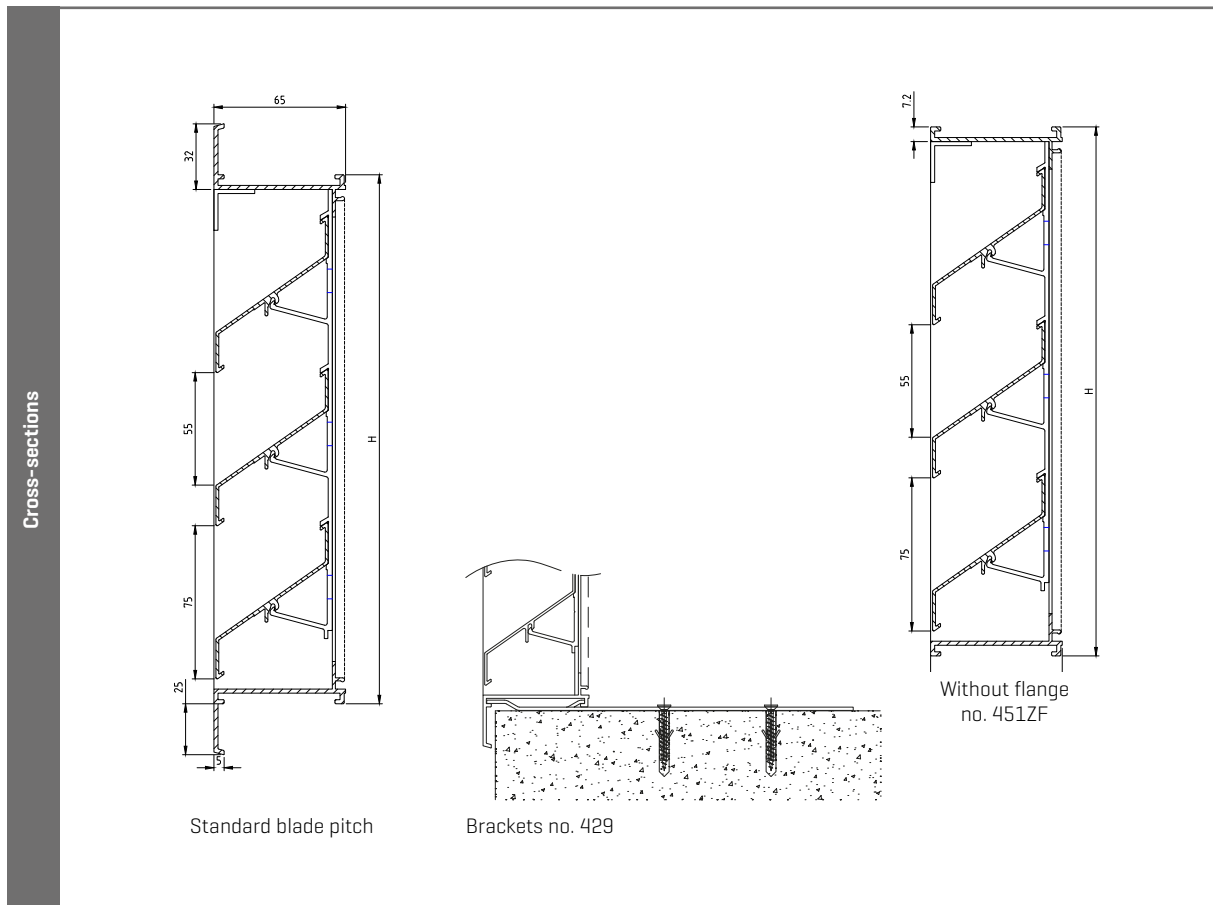 Cross-sections
65
32
55
75
25
5
H
Standard blade pitch
Brackets no. 429
7.2
55
75
H
Without flange
no. 451ZF